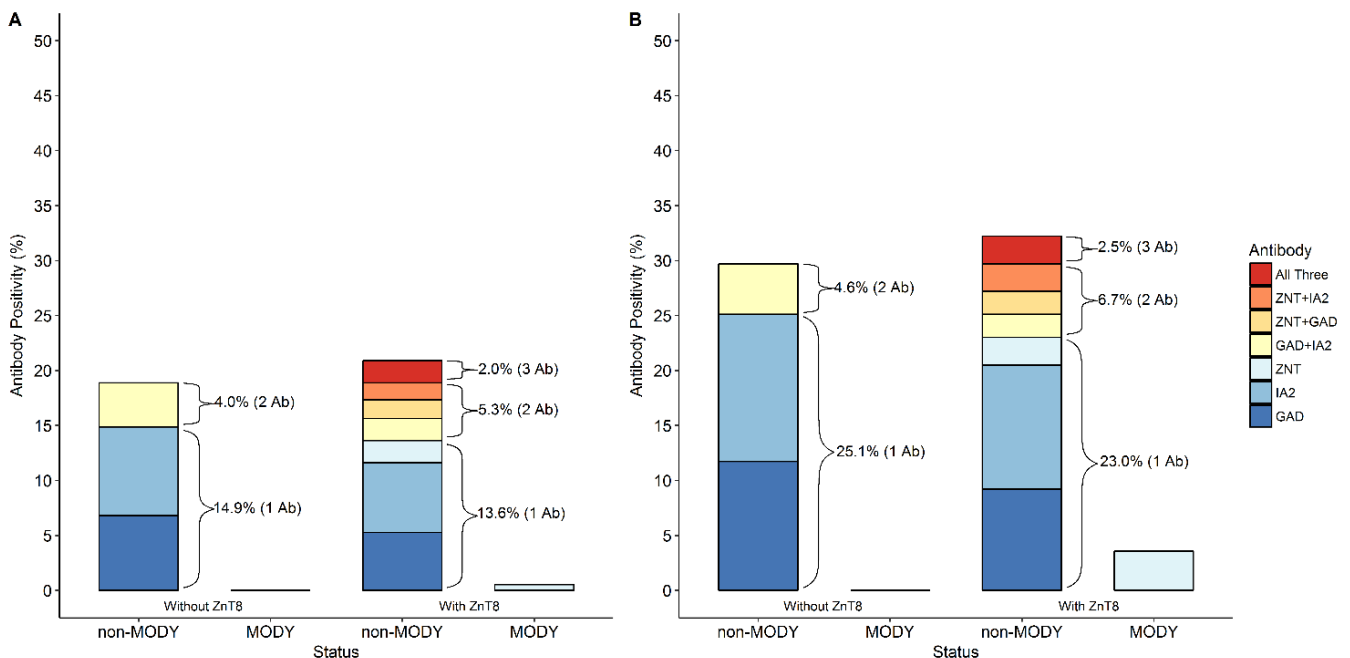 A
50
45
40
35
30
25
20
15
10
5
0
Antibody Positivity (%)
4.0% (2 Ab)
14.9% (1 Ab)
2.0% (3 Ab)
5.3% (2 Ab)
13.6% (1 Ab)
Without ZnT8
With ZnT8
non-MODY
MODY
non-MODY
MODY
Status
B
50
45
40
35
30
25
20
15
10
5
0
Antibody Positivity (%)
4.6% (2 Ab)
25.1% (1 Ab)
2.5% (3 Ab)
6.7% (2 Ab)
23.0% (1 Ab)
Without ZnT8
With ZnT8
non-MODY
MODY
non-MODY
MODY
Status
Antibody
All Three
ZNT+IA2
ZNT+GAD
GAD+IA2
ZNT
IA2
GAD